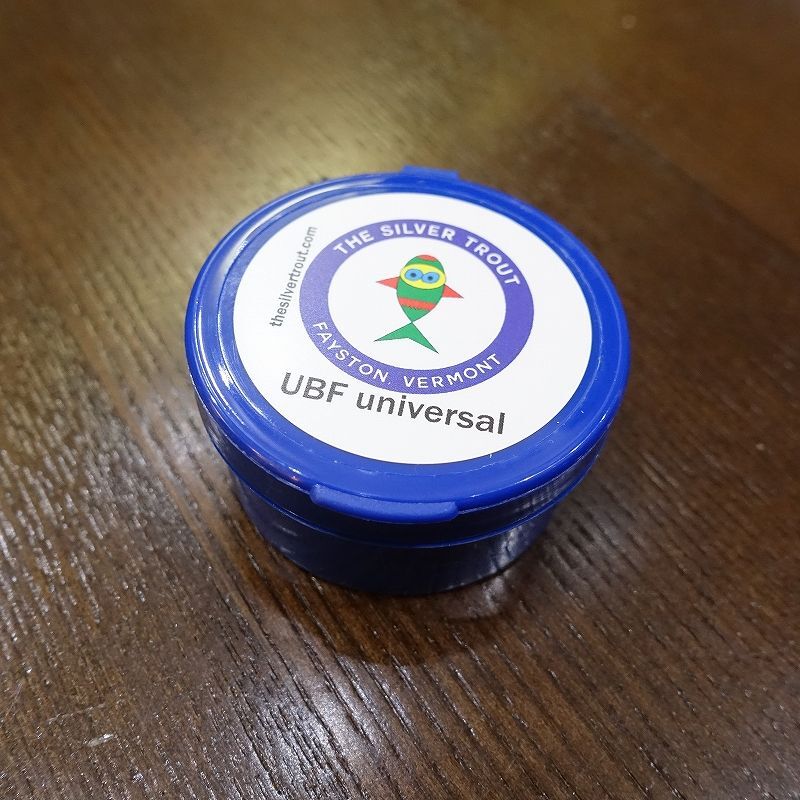 THE SILVER TROUT
thesilvertrout.com
FAYSTON, VERMONT
UBF universal